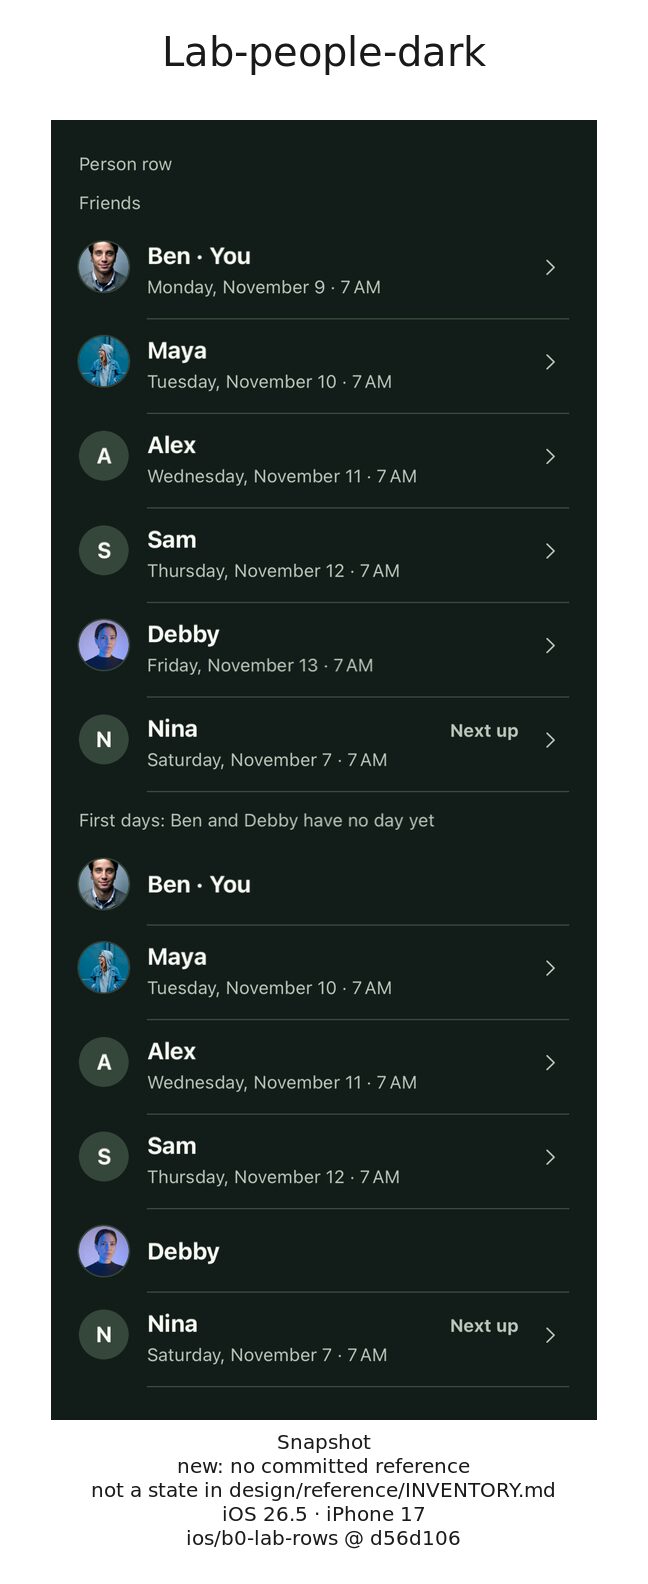 Lab-people-dark
Person row
Friends
Ben · You
Monday, November 9 · 7 AM
Maya
Tuesday, November 10 · 7 AM
A
Alex
Wednesday, November 11 · 7 AM
S
Sam
Thursday, November 12 · 7 AM
Debby
Friday, November 13 · 7 AM
N
Nina
Next up
Saturday, November 7 · 7 AM
First days: Ben and Debby have no day yet
Ben · You
Maya
Tuesday, November 10 · 7 AM
A
Alex
Wednesday, November 11 · 7 AM
S
Sam
Thursday, November 12 · 7 AM
Debby
N
Nina
Next up
Saturday, November 7 · 7 AM
Snapshot
new: no committed reference
not a state in design/reference/INVENTORY.md
iOS 26.5 · iPhone 17
ios/b0-lab-rows @ d56d106